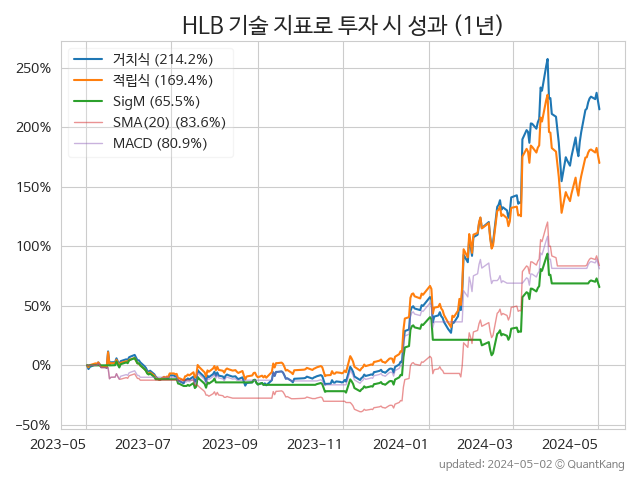 HLB 기술 지표로 투자 시 성과 (1년)
거치식 (214.2%)
적립식 (169.4%)
SigM (65.5%)
SMA(20) (83.6%)
MACD (80.9%)
250%
200%
150%
100%
50%
0%
−50%
2023-05 2023-07 2023-09 2023-11 2024-01 2024-03 2024-05
updated: 2024-05-02 © QuantKang